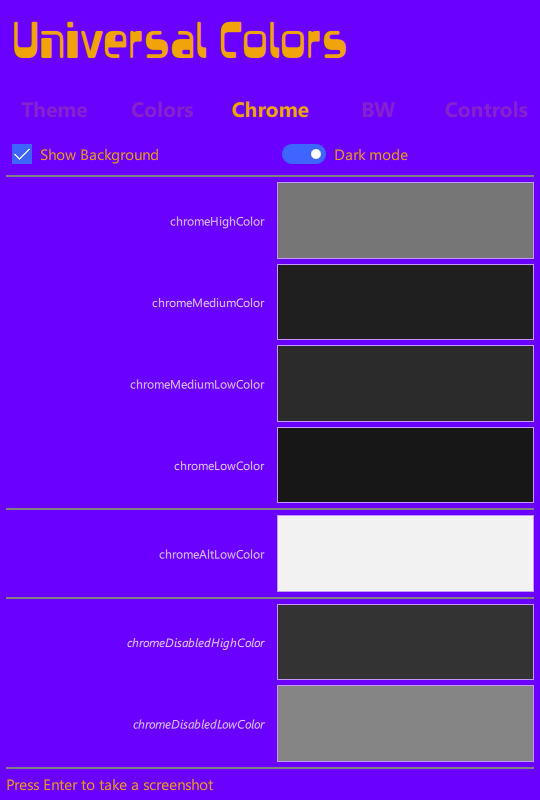 Universal Colors
Theme Colors Chrome BW Controls
Show Background Dark mode
chromeHighColor
chromeMediumColor
chromeMediumLowColor
chromeLowColor
chromeAltLowColor
chromeDisabledHighColor
chromeDisabledLowColor
Press Enter to take a screenshot